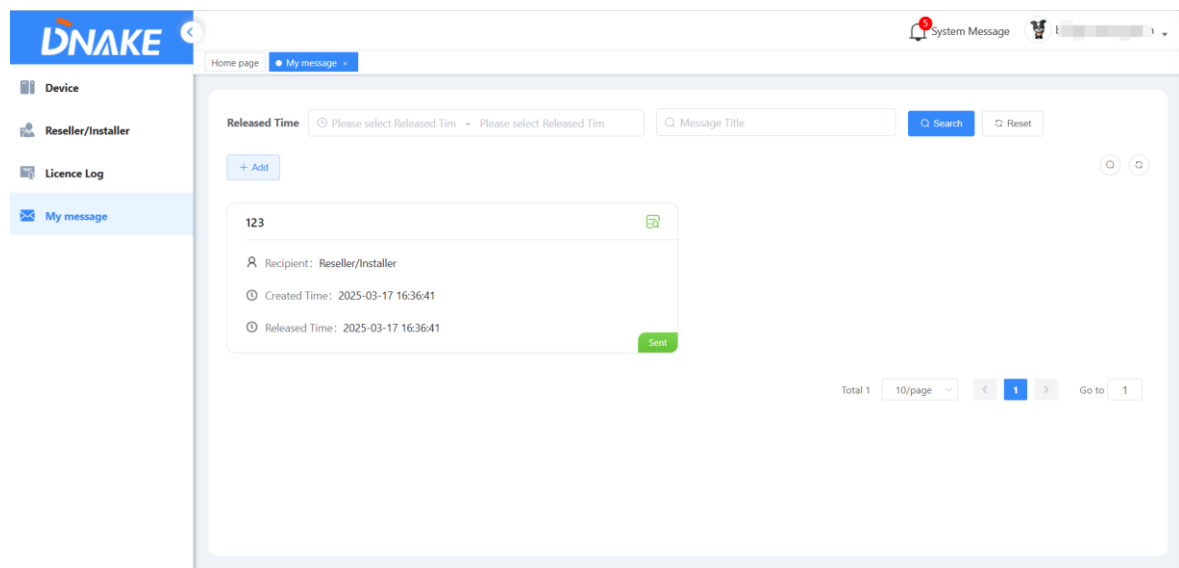 DNAKE
5
System Message
Home page
My message ×
Device
Reseller/Installer
Licence Log
My message
Released Time Please select Released Tim - Please select Released Tim
Message Title
Search
Reset
+ Add
123
Recipient: Reseller/Installer
Created Time: 2025-03-17 16:36:41
Released Time: 2025-03-17 16:36:41
Sent
Total 1 10/page < 1 > Go to 1